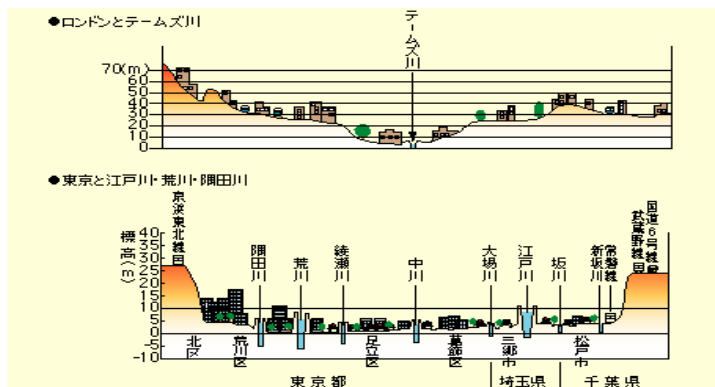 ●ロンドンとテームズ川
テームズ川
70(m)
60
50
40
30
20
10
0
●東京と江戸川・荒川・隅田川
京浜東北線
国道6号線
武蔵野線
標高(m)
40
35
30
25
20
15
10
5
0
-5
-10
隅田川
荒川
綾瀬川
中川
大場川
江戸川
坂川
新坂川
常磐線
北区
荒川区
足立区
葛飾区
三郷市
松戸市
東京都
埼玉県
千葉県